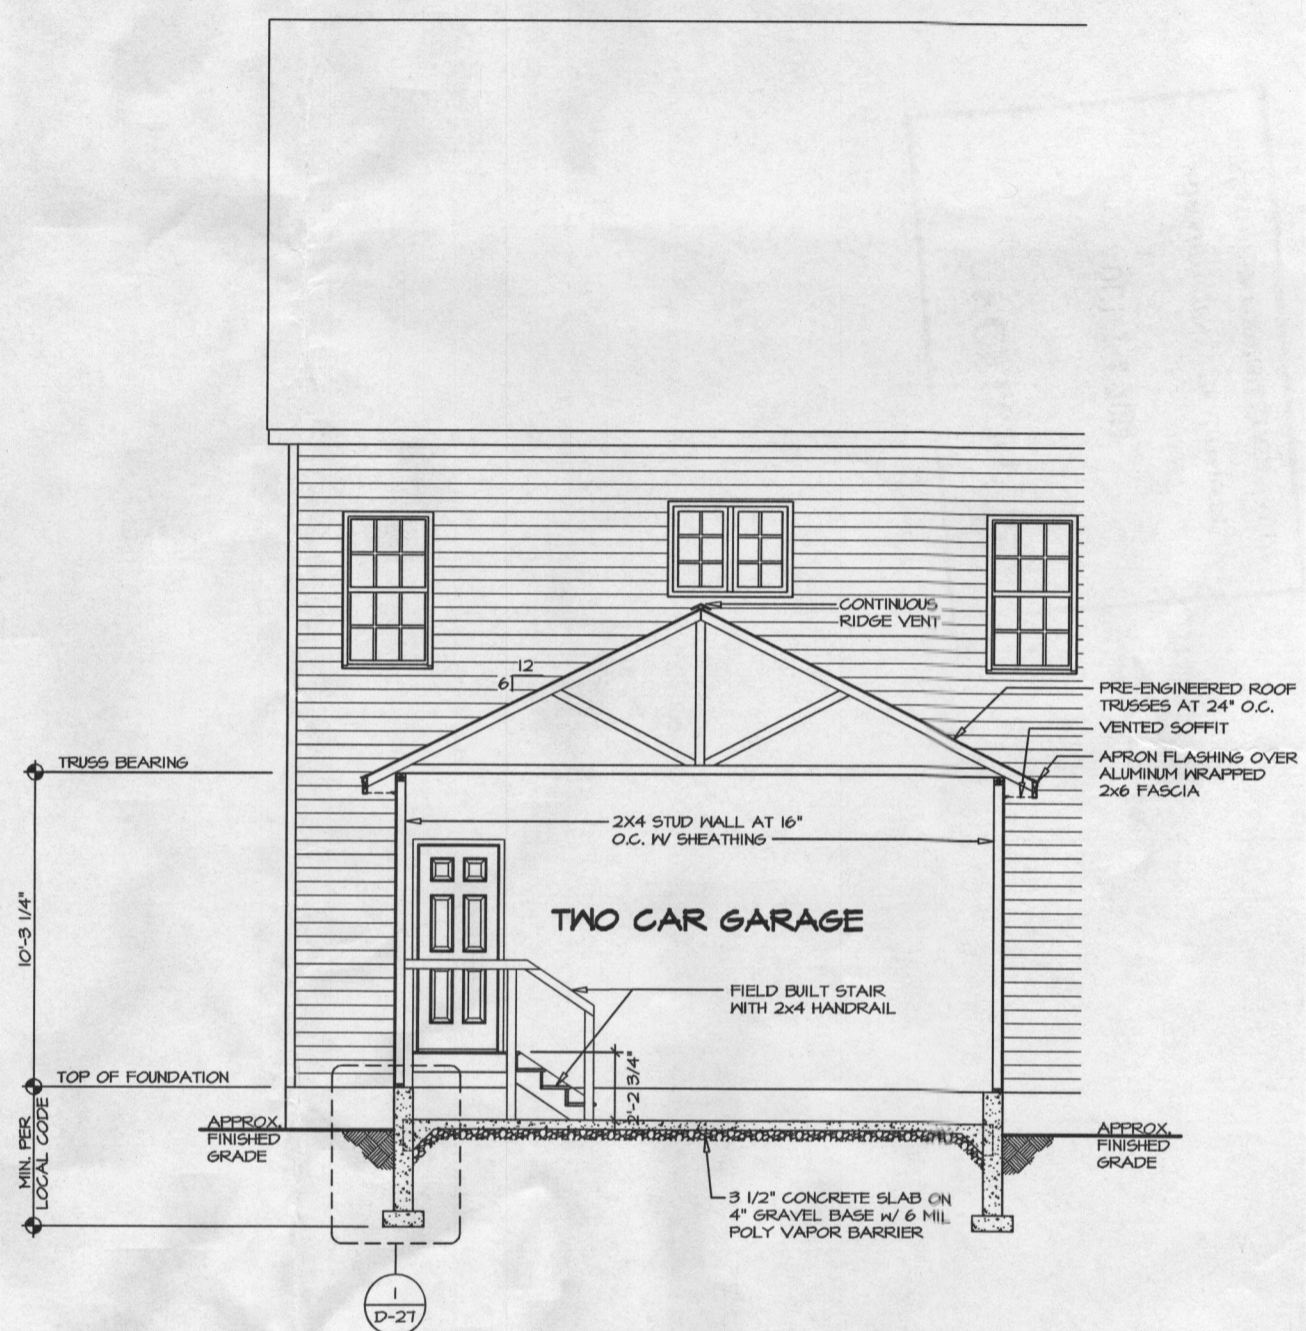 CONTINUOUS
RIDGE VENT
12
6
PRE-ENGINEERED ROOF
TRUSSES AT 24" O.C.
VENTED SOFFIT
APRON FLASHING OVER
ALUMINUM WRAPPED
2x6 FASCIA
TRUSS BEARING
2X4 STUD WALL AT 16"
O.C. W/ SHEATHING
TWO CAR GARAGE
10'-3 1/4"
FIELD BUILT STAIR
WITH 2x4 HANDRAIL
2'-2 3/4"
TOP OF FOUNDATION
MIN. PER
LOCAL CODE
APPROX.
FINISHED
GRADE
APPROX.
FINISHED
GRADE
3 1/2" CONCRETE SLAB ON
4" GRAVEL BASE W/ 6 MIL
POLY VAPOR BARRIER
1
D-27